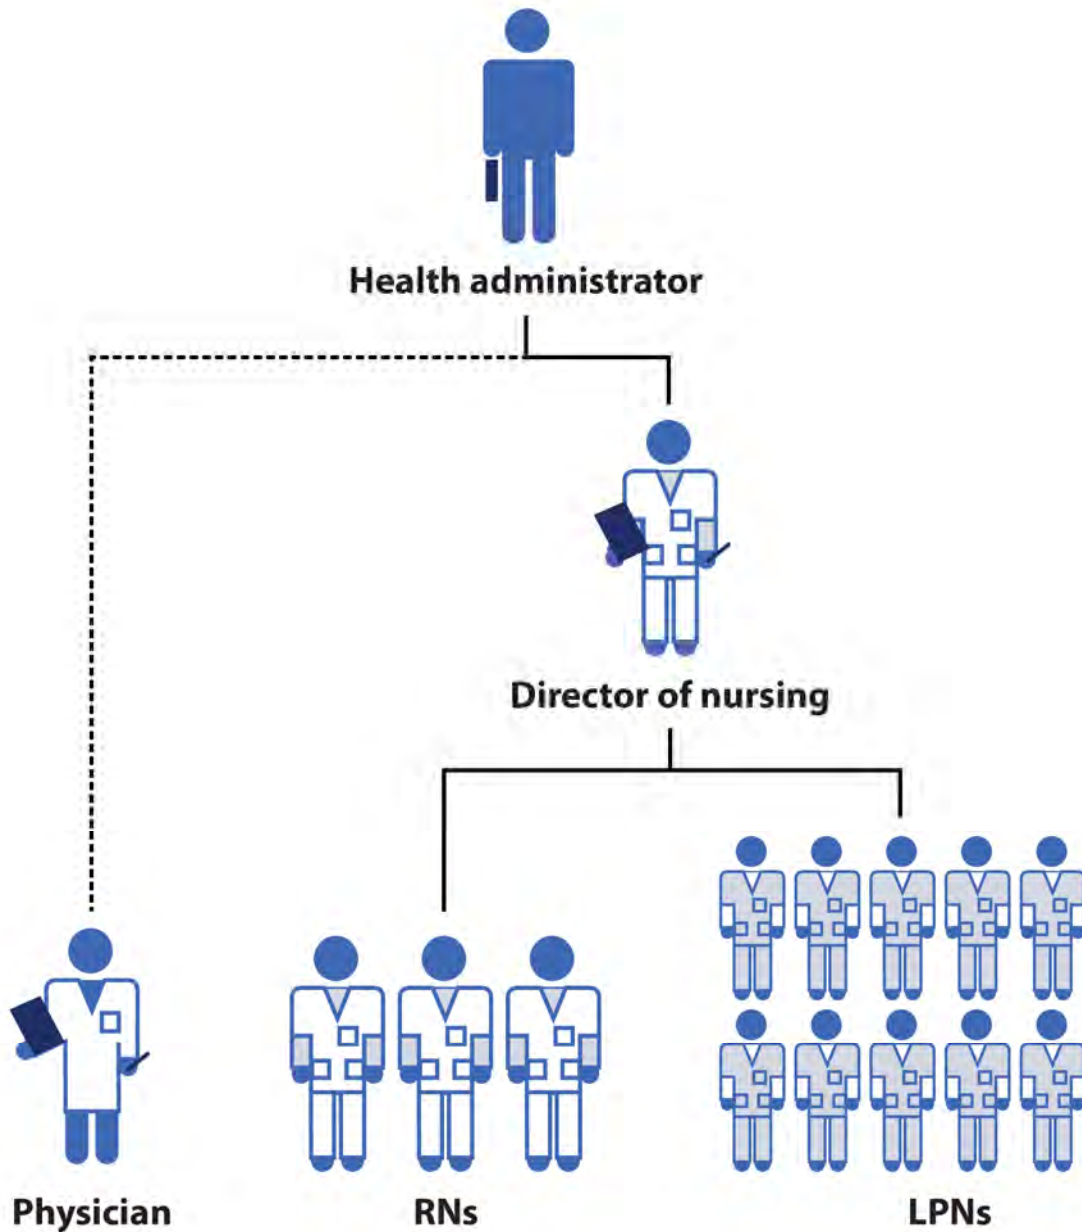 Health administrator
Director of nursing
Physician
RNs
LPNs